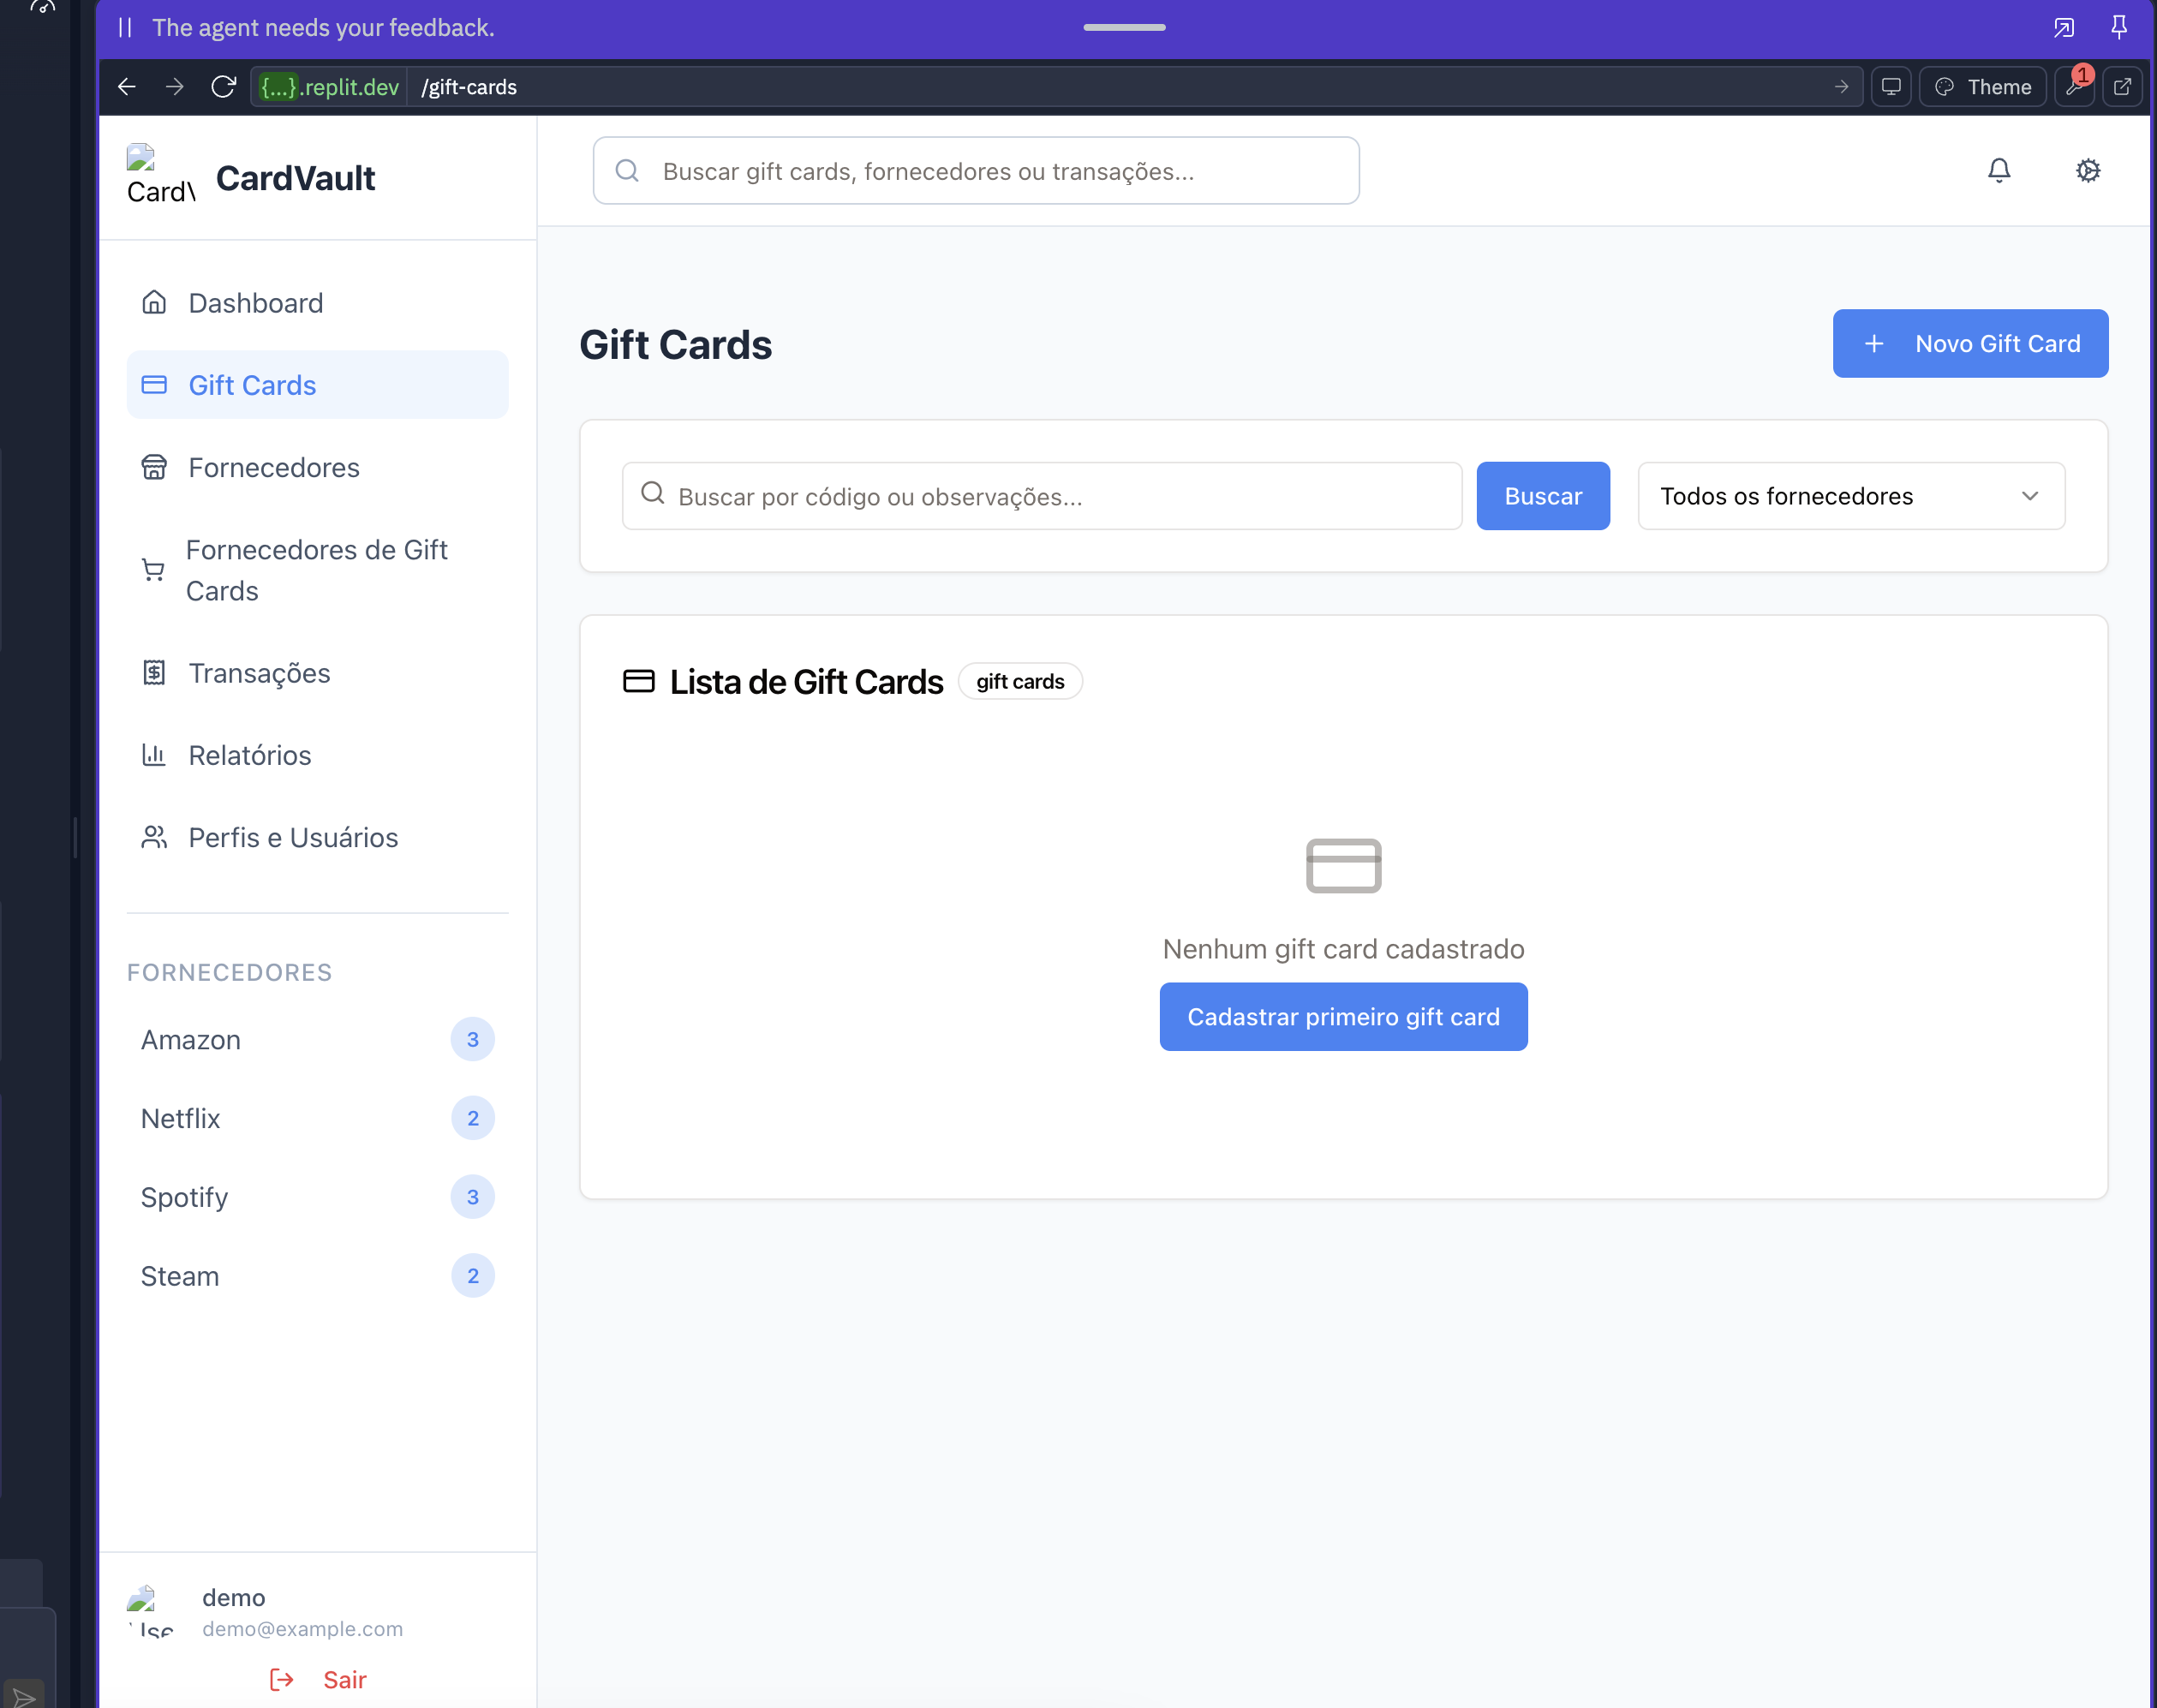 The agent needs your feedback.
{...}.replit.dev /gift-cards
Theme
1
Card\
CardVault
Buscar gift cards, fornecedores ou transações...
Dashboard
Gift Cards
Fornecedores
Fornecedores de Gift
Cards
Transações
Relatórios
Perfis e Usuários
FORNECEDORES
Amazon 3
Netflix 2
Spotify 3
Steam 2
demo
demo@example.com
Sair
Gift Cards
Novo Gift Card
Buscar por código ou observações...
Buscar
Todos os fornecedores
Lista de Gift Cards
gift cards
Nenhum gift card cadastrado
Cadastrar primeiro gift card